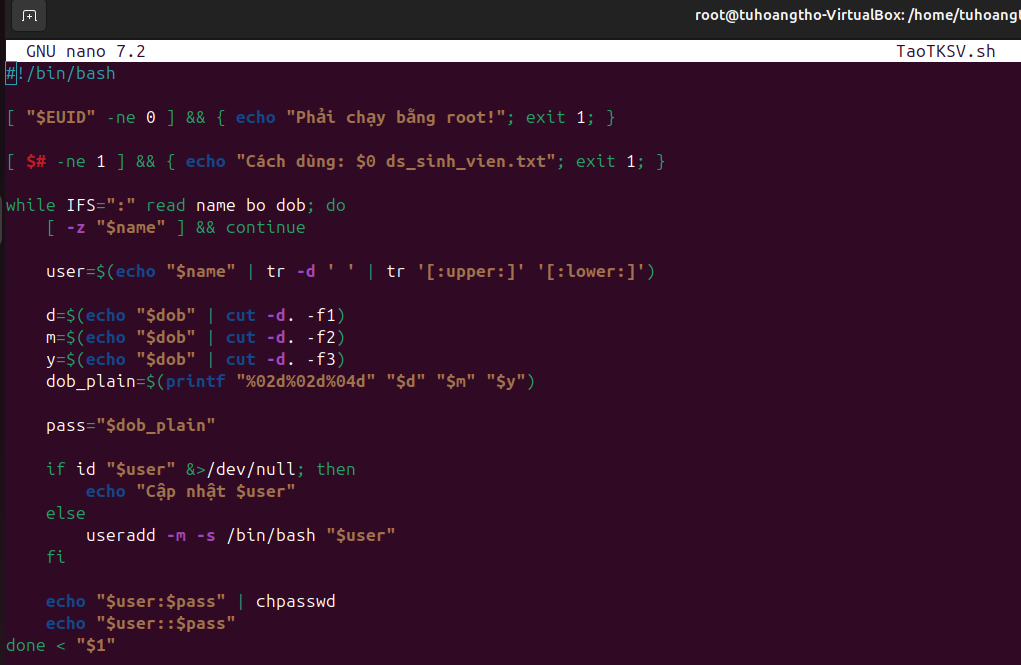 root@tuhoangtho-VirtualBox: /home/tuhoangt
GNU nano 7.2 TaoTKSV.sh
#!/bin/bash
[ "$EUID" -ne 0 ] && { echo "Phải chạy bằng root!"; exit 1; }
[ $# -ne 1 ] && { echo "Cách dùng: $0 ds_sinh_vien.txt"; exit 1; }
while IFS=":" read name bo dob; do
    [ -z "$name" ] && continue
    user=$(echo "$name" | tr -d ' ' | tr '[:upper:]' '[:lower:]')
    d=$(echo "$dob" | cut -d. -f1)
    m=$(echo "$dob" | cut -d. -f2)
    y=$(echo "$dob" | cut -d. -f3)
    dob_plain=$(printf "%02d%02d%04d" "$d" "$m" "$y")
    pass="$dob_plain"
    if id "$user" &>/dev/null; then
        echo "Cập nhật $user"
    else
        useradd -m -s /bin/bash "$user"
    fi
    echo "$user:$pass" | chpasswd
    echo "$user::$pass"
done < "$1"